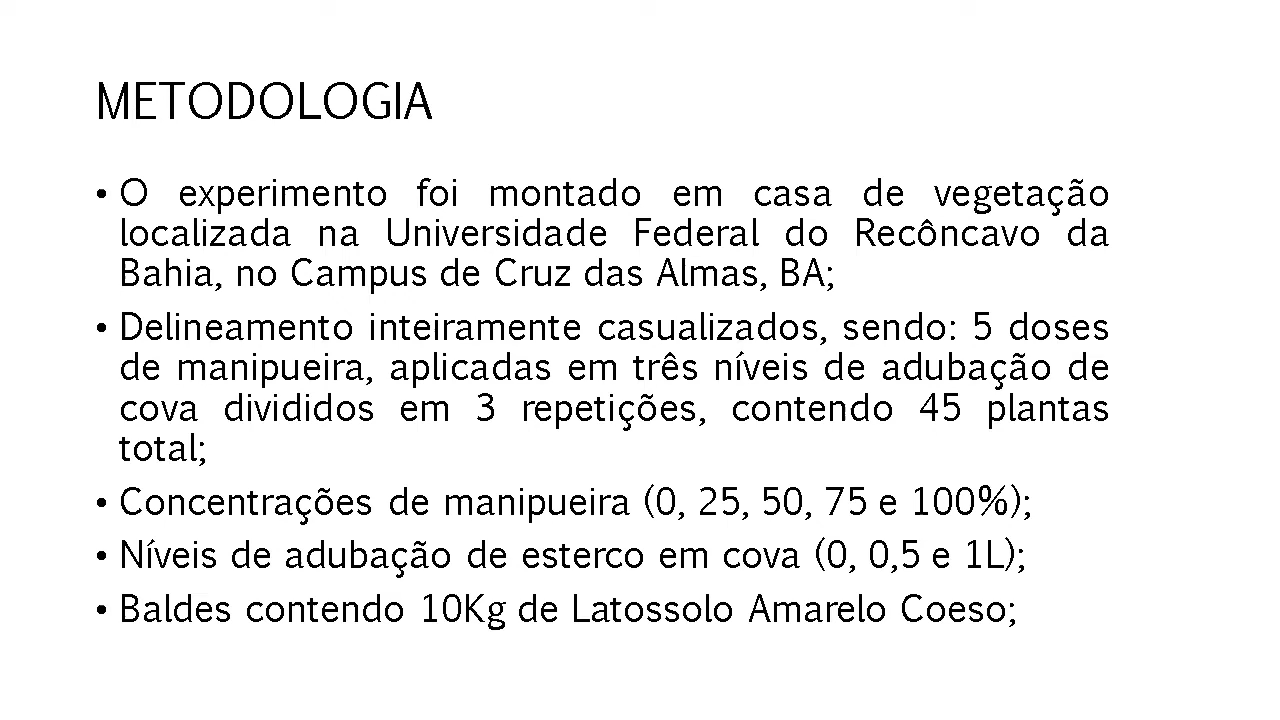 METODOLOGIA
• O experimento foi montado em casa de vegetação
localizada na Universidade Federal do Recôncavo da
Bahia, no Campus de Cruz das Almas, BA;
• Delineamento inteiramente casualizados, sendo: 5 doses
de manipueira, aplicadas em três níveis de adubação de
cova divididos em 3 repetições, contendo 45 plantas
total;
• Concentrações de manipueira (0, 25, 50, 75 e 100%);
• Níveis de adubação de esterco em cova (0, 0,5 e 1L);
• Baldes contendo 10Kg de Latossolo Amarelo Coeso;